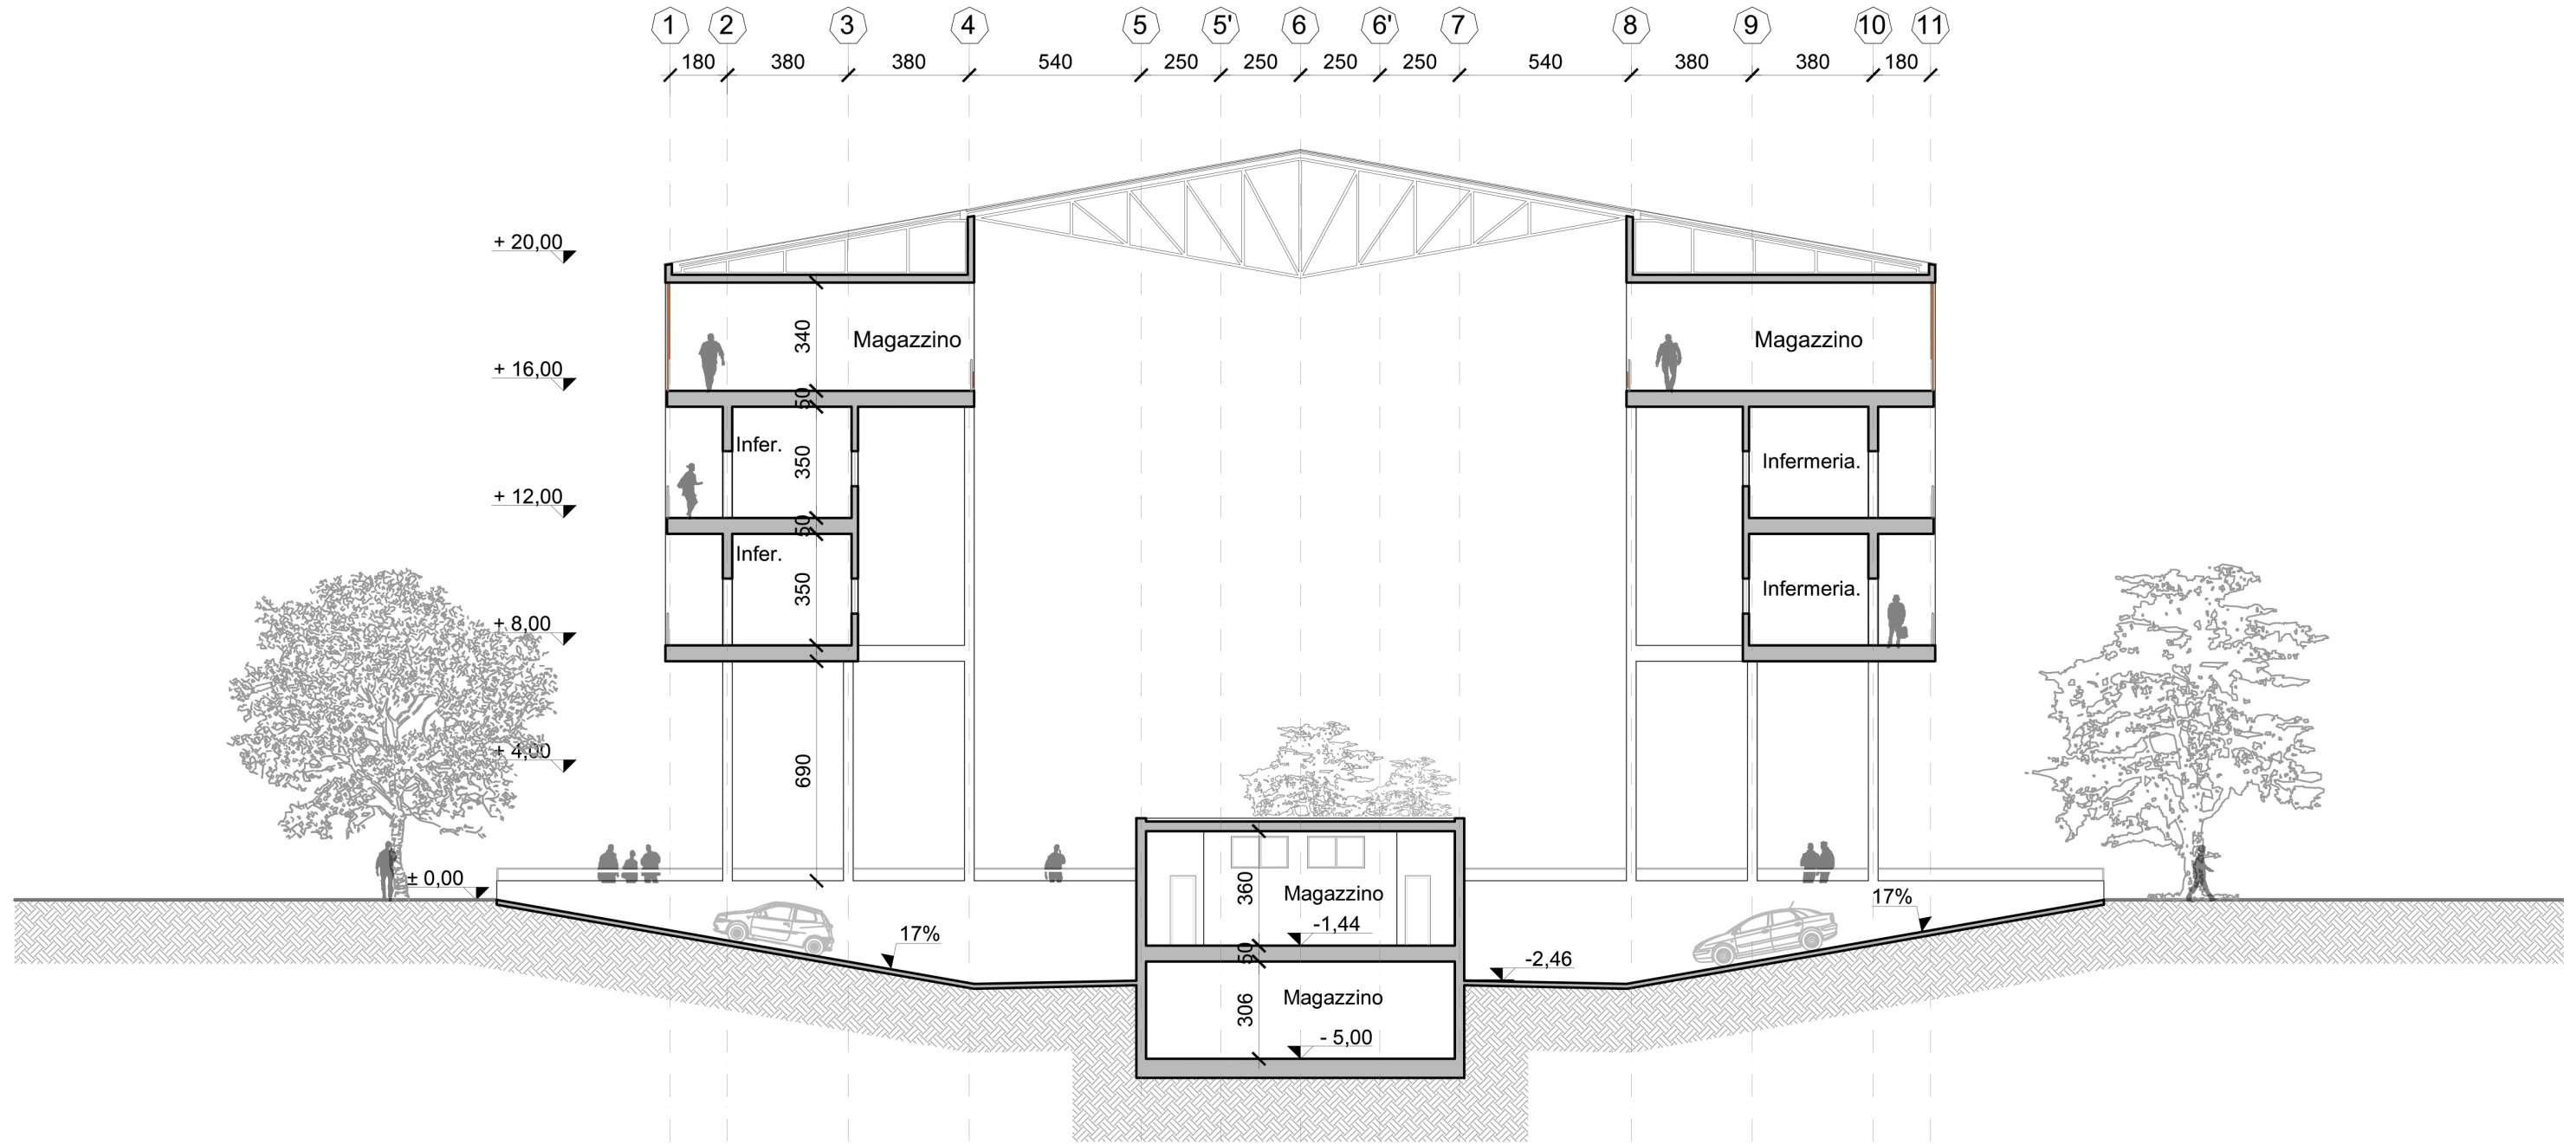 1 2 3 4 5 5' 6 6' 7 8 9 10 11
180 380 380 540 250 250 250 250 540 380 380 180
+ 20,00
340
Magazzino
Magazzino
+ 16,00
50
Infer.
350
Infermeria.
+ 12,00
50
Infer.
350
Infermeria.
+ 8,00
+ 4,00
690
± 0,00
360
Magazzino
17%
-1,44
17%
50
-2,46
306
Magazzino
- 5,00